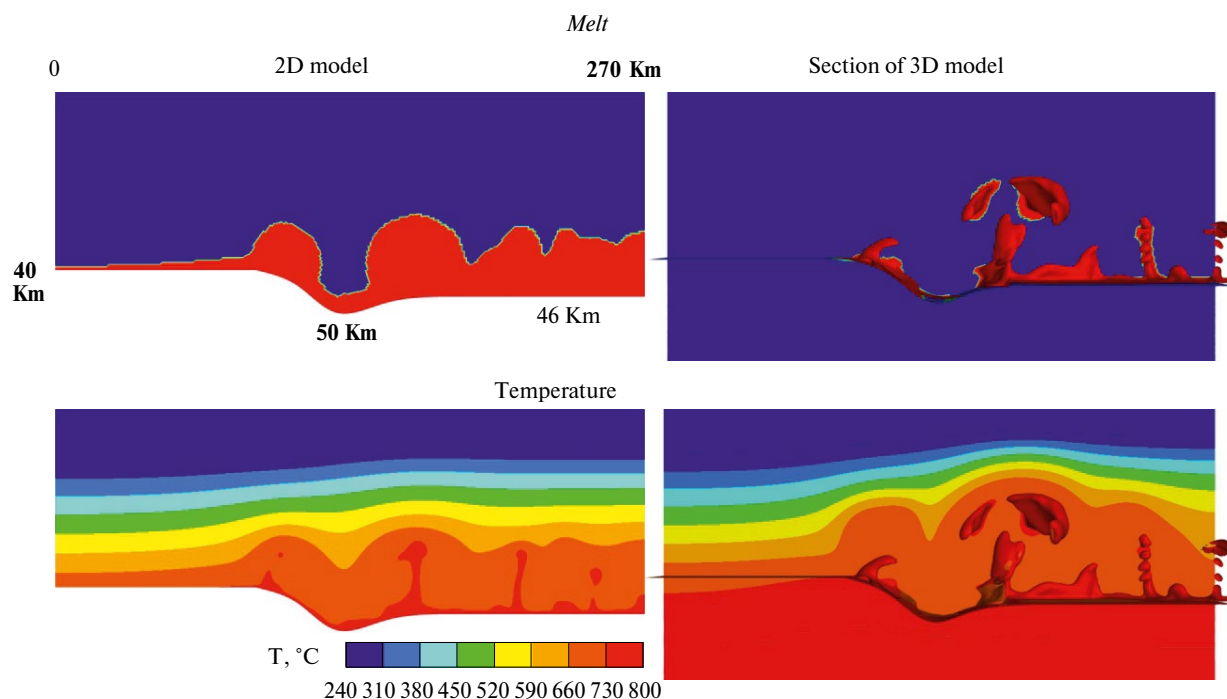 Melt
0 2D model 270 Km Section of 3D model
40
Km
50 Km
46 Km
Temperature
T, ˚C
240 310 380 450 520 590 660 730 800